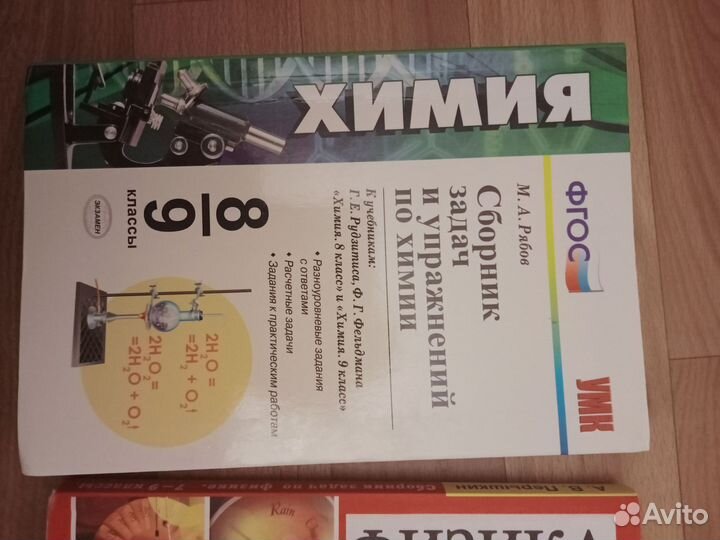 ХИМИЯ
ФГОС
М. А. Рябов
Сборник
задач
и упражнений
по химии
УМК
К учебникам:
Г. Е. Рудзитиса, Ф. Г. Фельдмана
«Химия. 8 класс» и «Химия. 9 класс»
• Разноуровневые задания
с ответами
• Расчетные задачи
• Задания к практическим работам
8
9
классы
ЭКЗАМЕН
2H₂O =
=2H₂ + O₂↑
2H₂O₂ =
=2H₂O + O₂↑
А. В. Перышкин
Сборник задач по физике. 7–9 классы
Avito